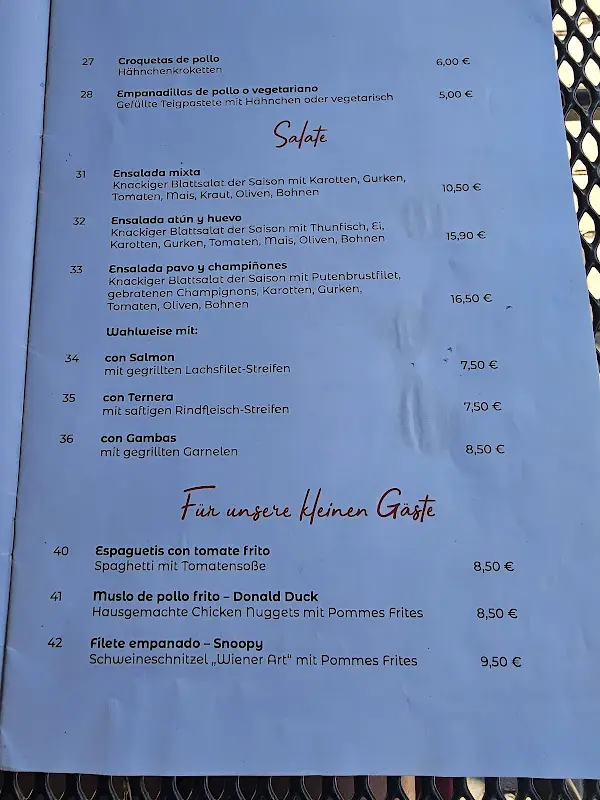 27 Croquetas de pollo 6,00 €
Hähnchenkroketten
28 Empanadillas de pollo o vegetariano 5,00 €
Gefüllte Teigpastete mit Hähnchen oder vegetarisch
Salate
31 Ensalada mixta
Knackiger Blattsalat der Saison mit Karotten, Gurken,
Tomaten, Mais, Kraut, Oliven, Bohnen 10,50 €
32 Ensalada atún y huevo
Knackiger Blattsalat der Saison mit Thunfisch, Ei,
Karotten, Gurken, Tomaten, Mais, Oliven, Bohnen 15,90 €
33 Ensalada pavo y champiñones
Knackiger Blattsalat der Saison mit Putenbrustfilet,
gebratenen Champignons, Karotten, Gurken,
Tomaten, Oliven, Bohnen 16,50 €
Wahlweise mit:
34 con Salmon
mit gegrillten Lachsfilet-Streifen 7,50 €
35 con Ternera
mit saftigen Rindfleisch-Streifen 7,50 €
36 con Gambas
mit gegrillten Garnelen 8,50 €
Für unsere kleinen Gäste
40 Espaguetis con tomate frito
Spaghetti mit Tomatensoße 8,50 €
41 Muslo de pollo frito – Donald Duck
Hausgemachte Chicken Nuggets mit Pommes Frites 8,50 €
42 Filete empanado – Snoopy
Schweineschnitzel „Wiener Art" mit Pommes Frites 9,50 €